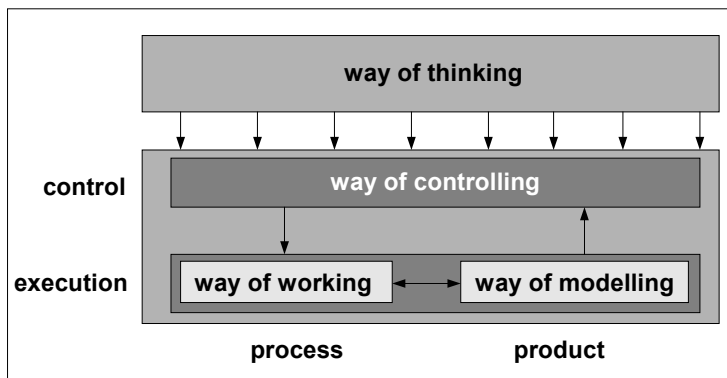 way of thinking
control
way of controlling
execution
way of working
way of modelling
process
product